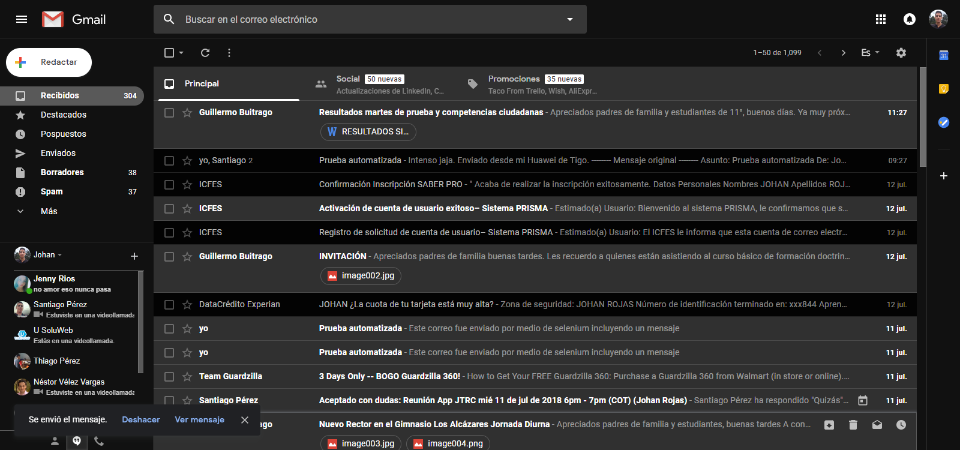 Gmail
Buscar en el correo electrónico
Redactar
1–50 de 1,099
Es
Recibidos 304
Destacados
Pospuestos
Enviados
Borradores 38
Spam 1
Más
Principal
Social 50 nuevas
Actualizaciones de LinkedIn, C...
Promociones 35 nuevas
Taco From Trello, Wish, AliExpr...
Guillermo Buitrago Resultados martes de prueba y competencias ciudadanas - Apreciados padres de familia y estudiantes de 11°, buenos días. Ya muy próx... 11:27
W RESULTADOS SI...
yo, Santiago 2 Prueba automatizada - Intenso jaja. Enviado desde mi Huawei de Tigo. ——— Mensaje original ——— Asunto: Prueba automatizada De: Jo... 09:27
ICFES Confirmación Inscripción SABER PRO - " Acaba de realizar la inscripción exitosamente. Datos Personales Nombres JOHAN Apellidos ROJ... 12 jul.
ICFES Activación de cuenta de usuario exitoso– Sistema PRISMA - Estimado(a) Usuario: Bienvenido al sistema PRISMA, le confirmamos que s... 12 jul.
ICFES Registro de solicitud de cuenta de usuario– Sistema PRISMA - Estimado(a) Usuario: El ICFES le informa que esta cuenta de correo electr... 12 jul.
Guillermo Buitrago INVITACIÓN - Apreciados padres de familia buenas tardes. Les recuerdo a quienes están asistiendo al curso básico de formación doctrin... 12 jul.
image002.jpg
DataCrédito Experian JOHAN ¿La cuota de tu tarjeta está muy alta? - Zona de seguridad: JOHAN ROJAS Número de identificación terminado en: xxx844 Apren... 12 jul.
yo Prueba automatizada - Este correo fue enviado por medio de selenium incluyendo un mensaje 11 jul.
yo Prueba automatizada - Este correo fue enviado por medio de selenium incluyendo un mensaje 11 jul.
Team Guardzilla 3 Days Only -- BOGO Guardzilla 360! - How to Get Your FREE Guardzilla 360: Purchase a Guardzilla 360 from Walmart (in store or online).... 11 jul.
Santiago Pérez Aceptado con dudas: Reunión App JTRC mié 11 de jul de 2018 6pm - 7pm (COT) (Johan Rojas) - Santiago Pérez ha respondido "Quizás"... 11 jul.
Nuevo Rector en el Gimnasio Los Alcázares Jornada Diurna - Apreciados padres de familia y estudiantes, buenas tardes A con...
image003.jpg image004.png
Johan
Jenny Rios
no amor eso nunca pasa
Santiago Pérez
Estuviste en una videollamada
U SoluWeb
Estás en una videollamada.
Thiago Pérez
Néstor Vélez Vargas
Estuviste en una videollamada
Se envió el mensaje. Deshacer Ver mensaje